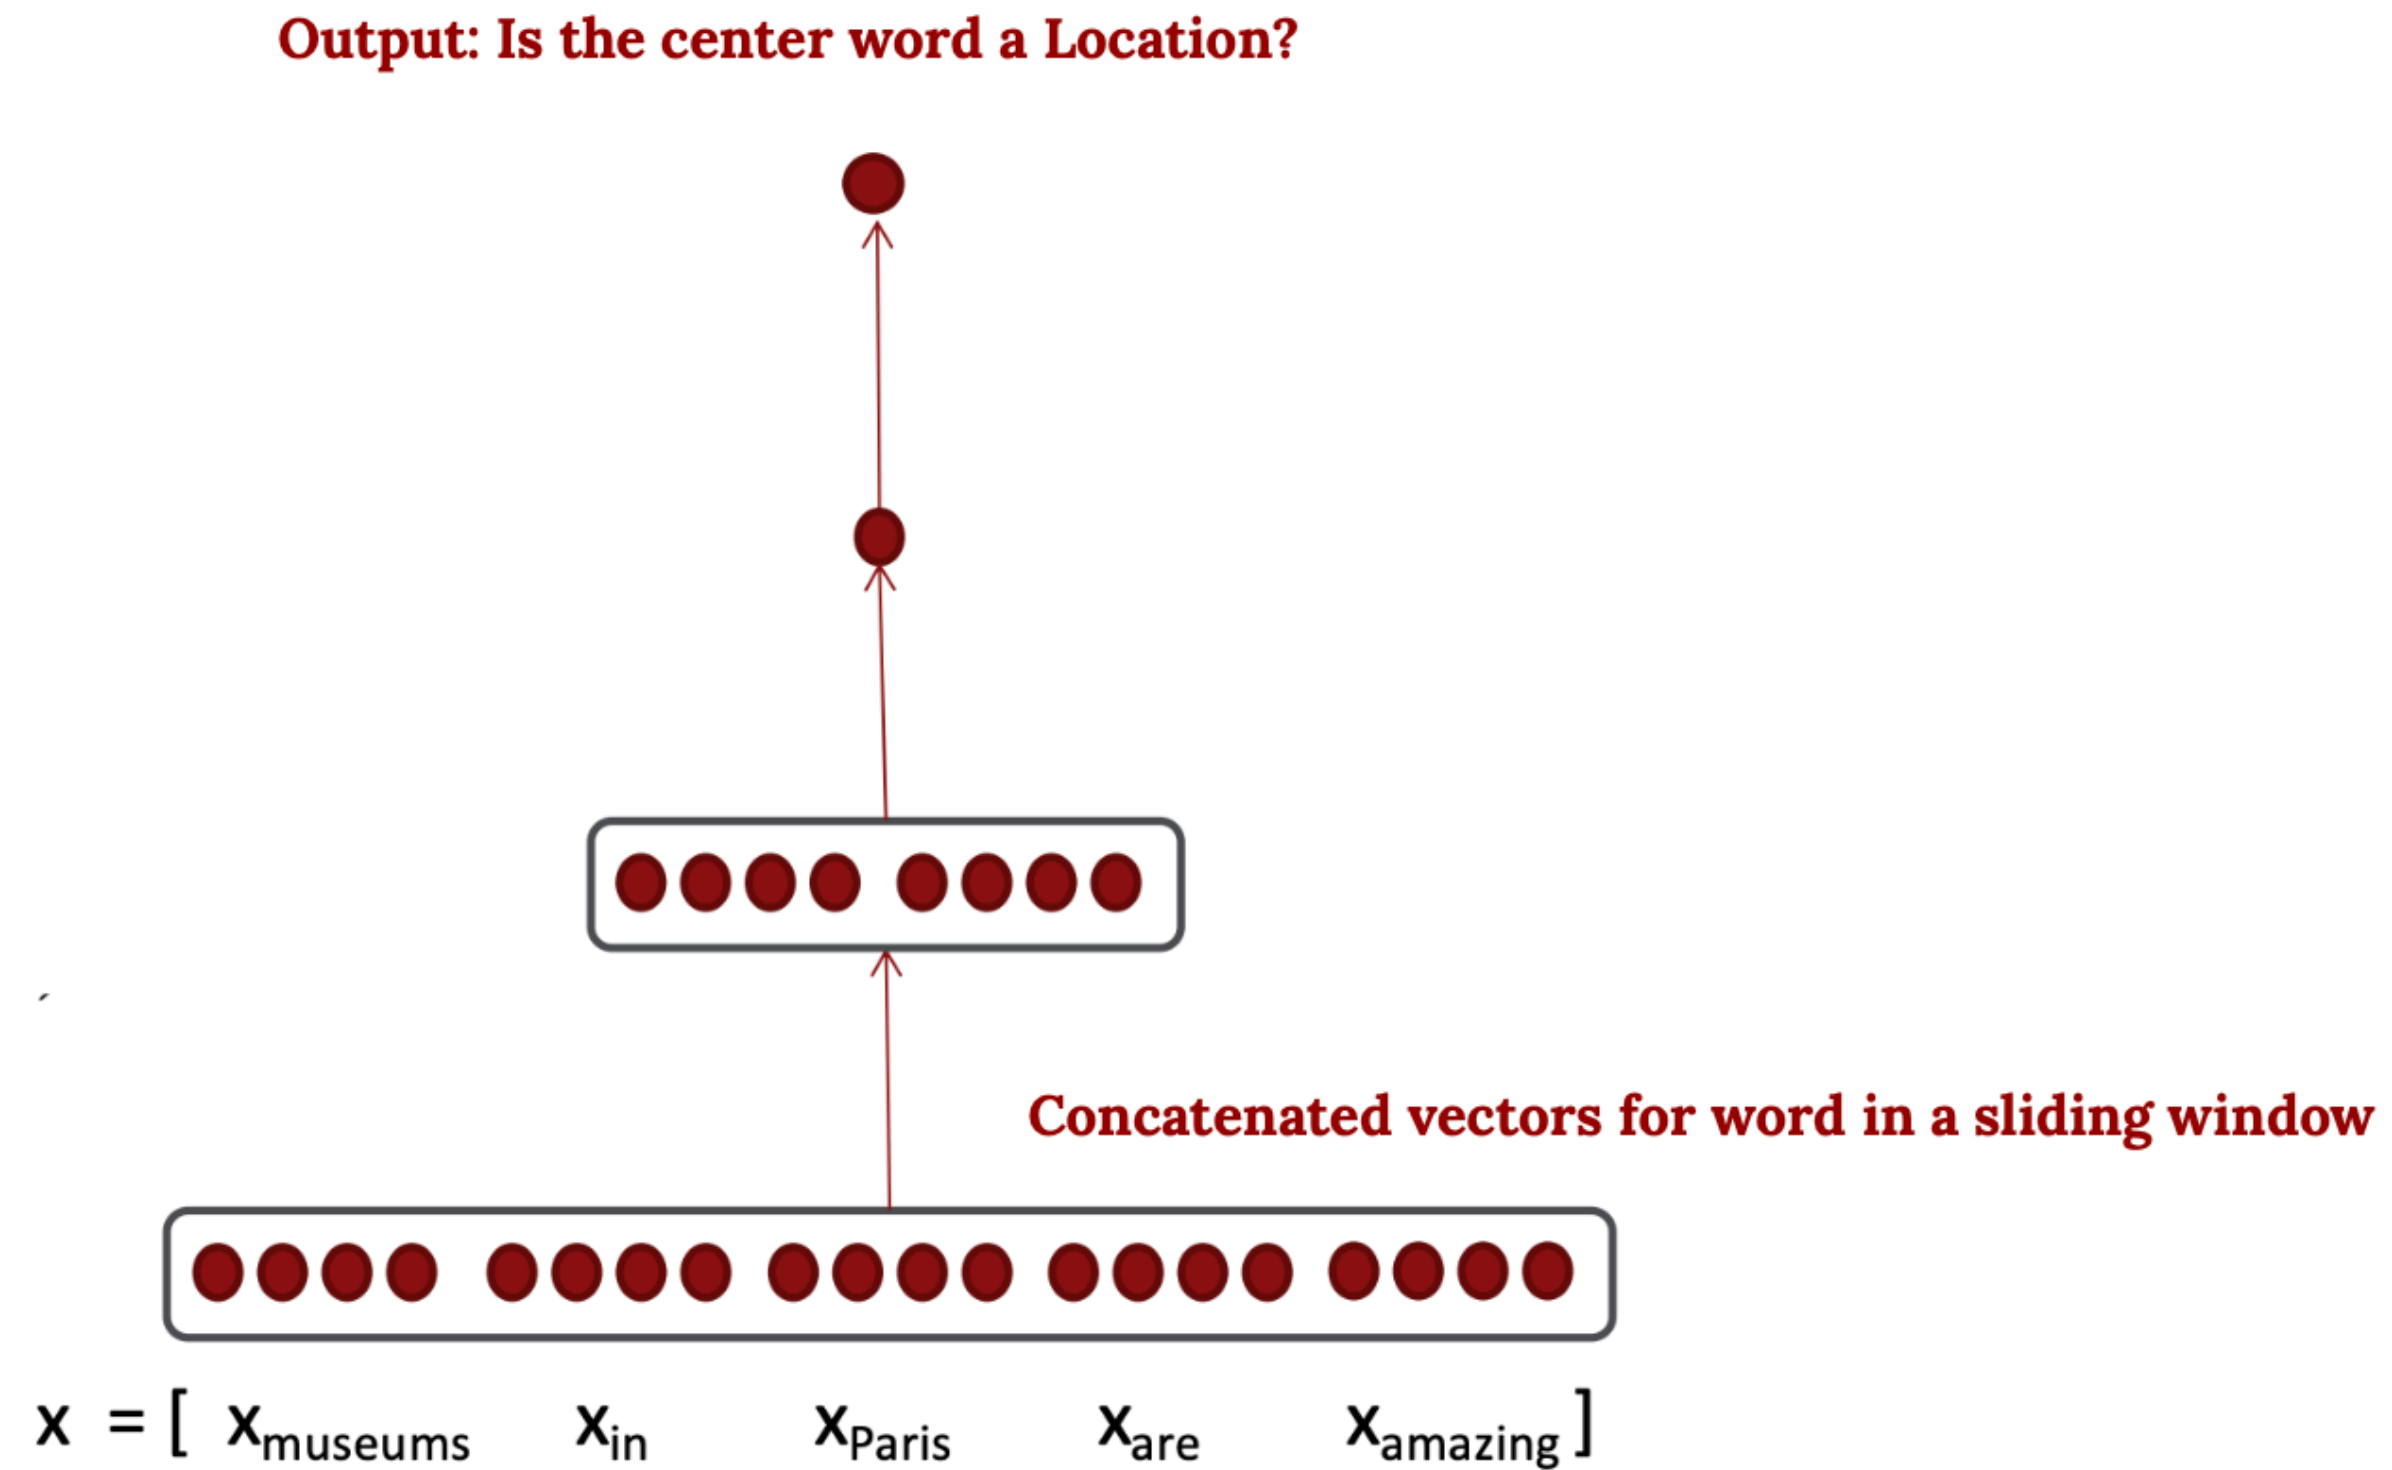 Output: Is the center word a Location?
Concatenated vectors for word in a sliding window
x = [ xmuseums xin xParis xare xamazing ]